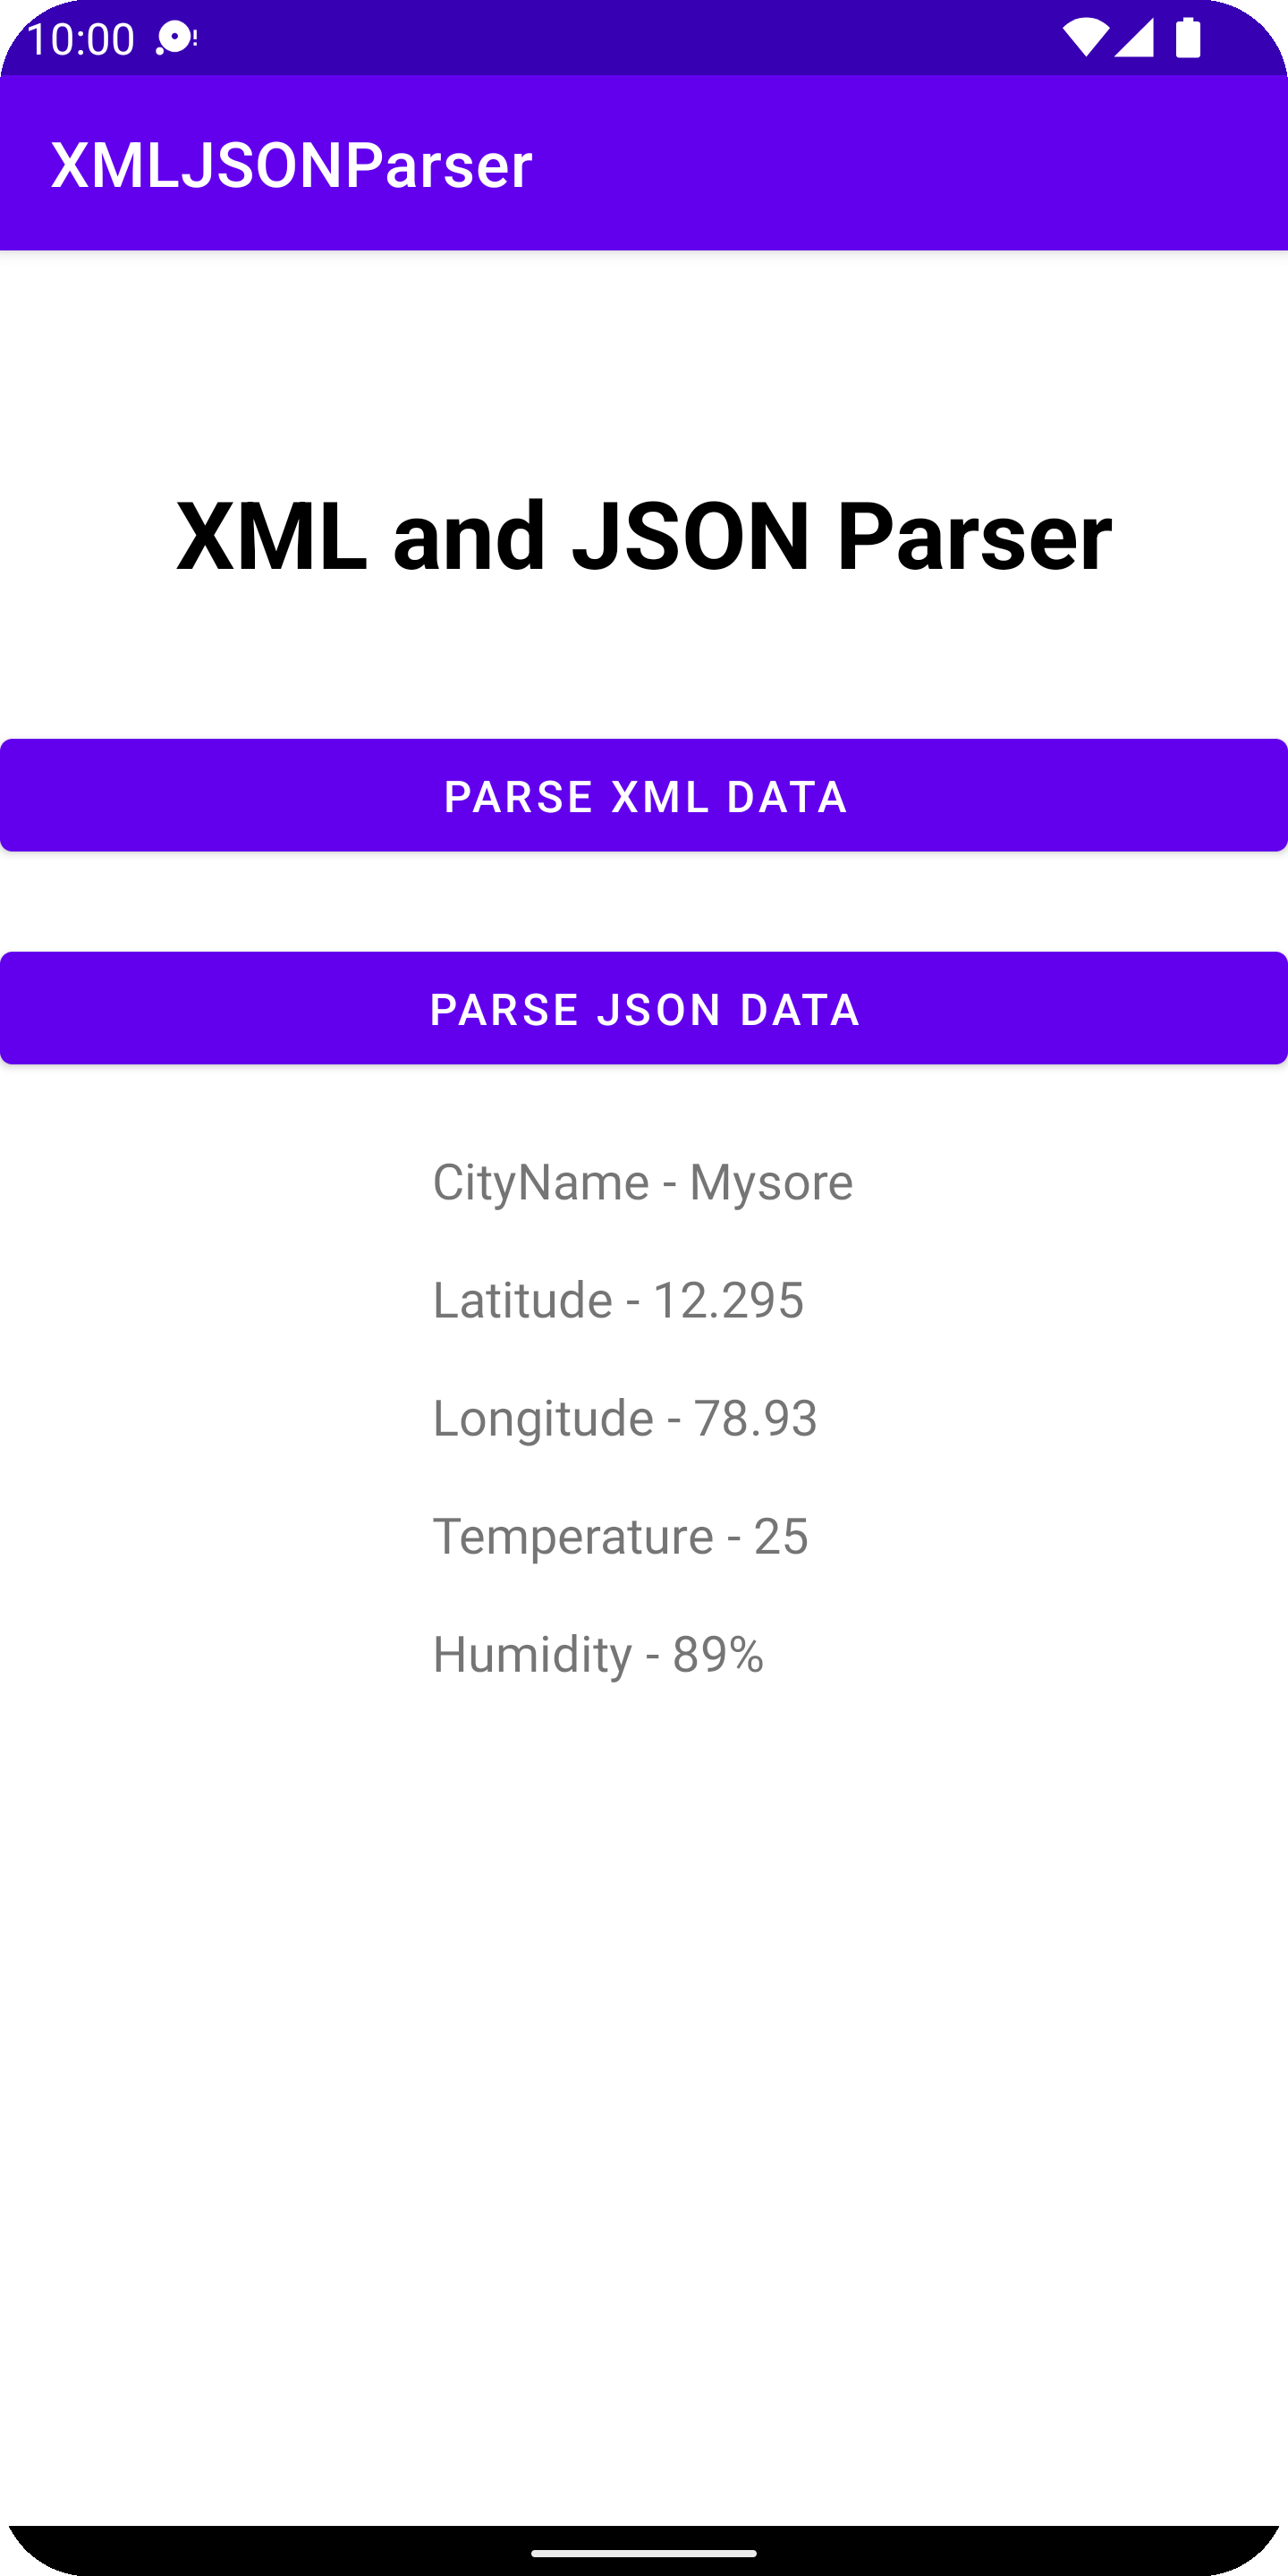 10:00
XMLJSONParser
XML and JSON Parser
PARSE XML DATA
PARSE JSON DATA
CityName - Mysore
Latitude - 12.295
Longitude - 78.93
Temperature - 25
Humidity - 89%